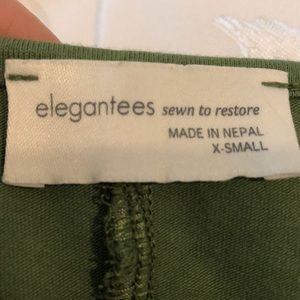 elegantees sewn to restore
MADE IN NEPAL
X-SMALL